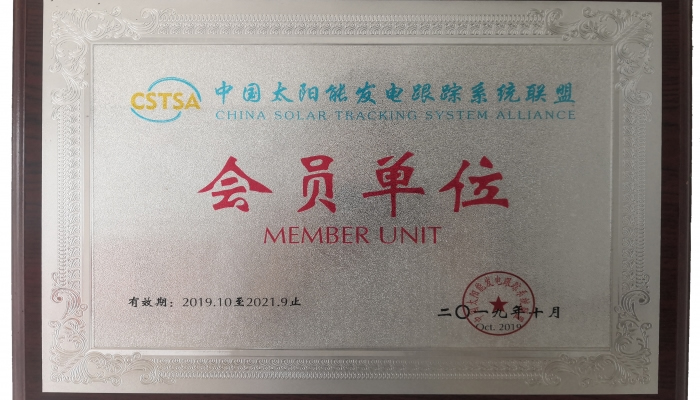 CSTSA
中国太阳能发电跟踪系统联盟
CHINA SOLAR TRACKING SYSTEM ALLIANCE
会员单位
MEMBER UNIT
有效期：2019.10至2021.9止
二〇一九年十月
Oct. 2019